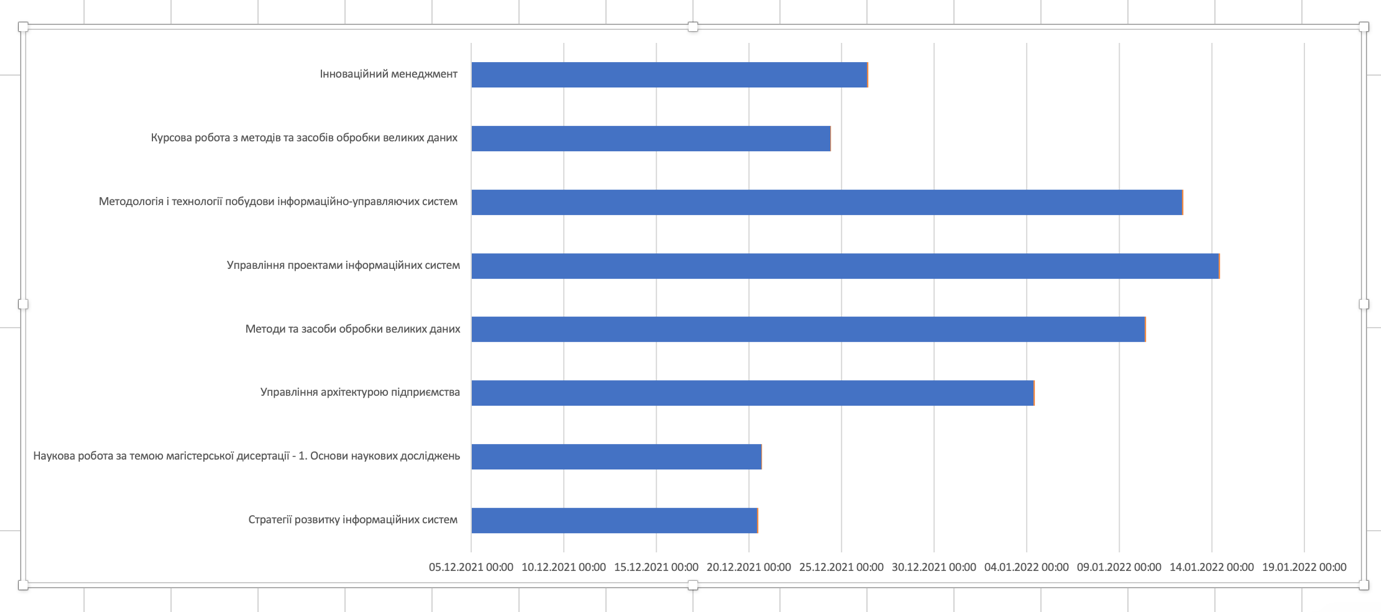 Інноваційний менеджмент
Курсова робота з методів та засобів обробки великих даних
Методологія і технології побудови інформаційно-управляючих систем
Управління проектами інформаційних систем
Методи та засоби обробки великих даних
Управління архітектурою підприємства
Наукова робота за темою магістерської дисертації - 1. Основи наукових досліджень
Стратегії розвитку інформаційних систем
05.12.2021 00:00 10.12.2021 00:00 15.12.2021 00:00 20.12.2021 00:00 25.12.2021 00:00 30.12.2021 00:00 04.01.2022 00:00 09.01.2022 00:00 14.01.2022 00:00 19.01.2022 00:00